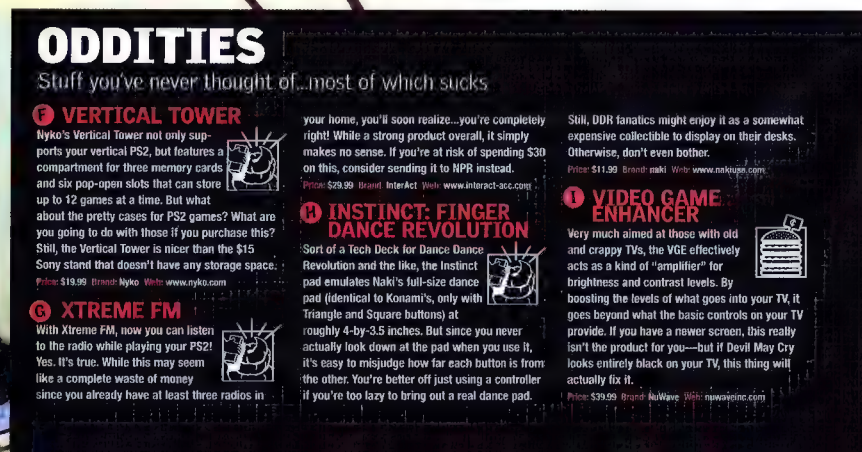 ODDITIES
Stuff you've never thought of...most of which sucks
F VERTICAL TOWER
Nyko's Vertical Tower not only sup-
ports your vertical PS2, but features a
compartment for three memory cards
and six pop-open slots that can store
up to 12 games at a time. But what
about the pretty cases for PS2 games? What are
you going to do with those if you purchase this?
Still, the Vertical Tower is nicer than the $15
Sony stand that doesn't have any storage space.
Price: $19.99 Brand: Nyko Web: www.nyko.com
G XTREME FM
With Xtreme FM, now you can listen
to the radio while playing your PS2!
Yes. It's true. While this may seem
like a complete waste of money
since you already have at least three radios in
your home, you'll soon realize...you're completely
right! While a strong product overall, it simply
makes no sense. If you're at risk of spending $30
on this, consider sending it to NPR instead.
Price: $29.99 Brand: InterAct Web: www.interact-acc.com
H INSTINCT: FINGER
DANCE REVOLUTION
Sort of a Tech Deck for Dance Dance
Revolution and the like, the Instinct
pad emulates Naki's full-size dance
pad (identical to Konami's, only with
Triangle and Square buttons) at
roughly 4-by-3.5 inches. But since you never
actually look down at the pad when you use it,
it's easy to misjudge how far each button is from
the other. You're better off just using a controller
if you're too lazy to bring out a real dance pad.
Still, DDR fanatics might enjoy it as a somewhat
expensive collectible to display on their desks.
Otherwise, don't even bother.
Price: $11.99 Brand: naki Web: www.nakiusa.com
I VIDEO GAME
ENHANCER
Very much aimed at those with old
and crappy TVs, the VGE effectively
acts as a kind of "amplifier" for
brightness and contrast levels. By
boosting the levels of what goes into your TV, it
goes beyond what the basic controls on your TV
provide. If you have a newer screen, this really
isn't the product for you—but if Devil May Cry
looks entirely black on your TV, this thing will
actually fix it.
Price: $39.99 Brand: NuWave Web: nuwaveinc.com